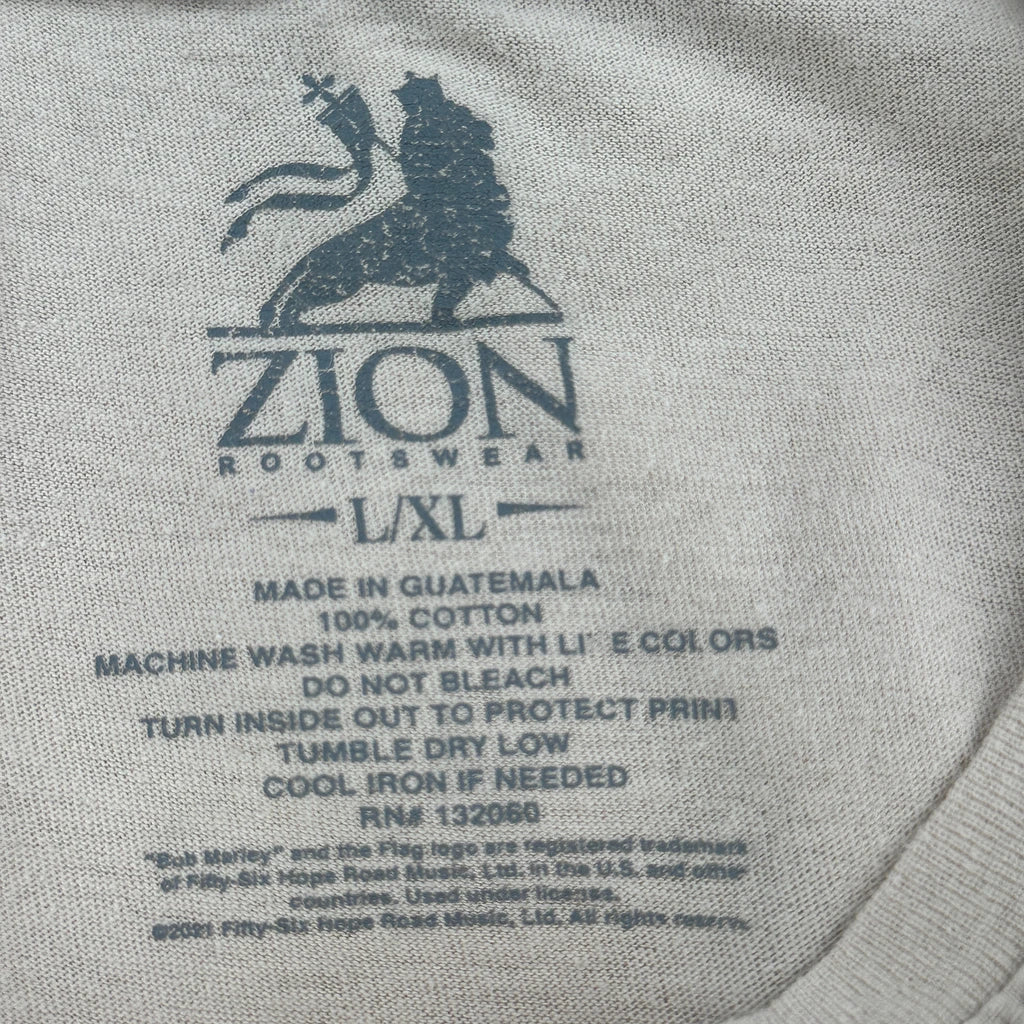 ZION
ROOTSWEAR
L/XL
MADE IN GUATEMALA
100% COTTON
MACHINE WASH WARM WITH LI E COLORS
DO NOT BLEACH
TURN INSIDE OUT TO PROTECT PRINT
TUMBLE DRY LOW
COOL IRON IF NEEDED
RN# 132060
"Bob Marley" and the Flag logo are registered trademark
of Fifty-Six Hope Road Music, Ltd. in the U.S. and other
countries. Used under license.
©2021 Fifty-Six Hope Road Music, Ltd. All rights reserve